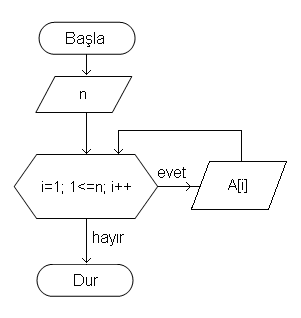 Başla
n
i=1; 1<=n; i++
evet
A[i]
hayır
Dur